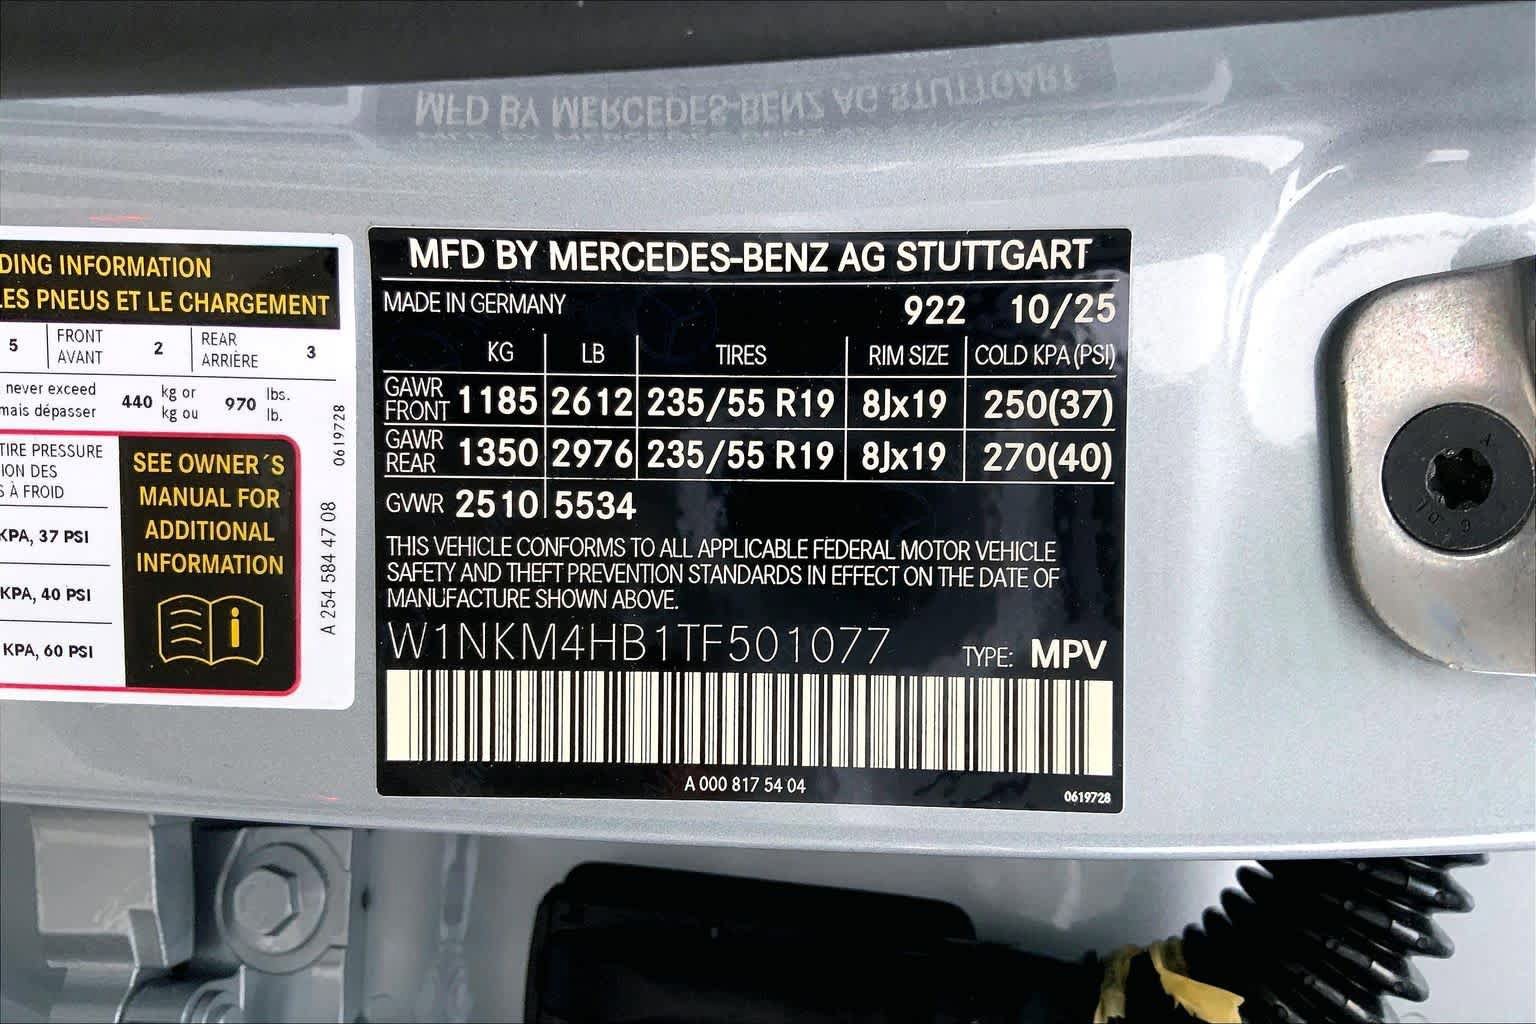 MFD BY MERCEDES-BENZ AG STUTTGART
DING INFORMATION
LES PNEUS ET LE CHARGEMENT
5 FRONT AVANT 2 REAR ARRIÈRE 3
never exceed 440 kg or 970 lbs.
mais dépasser kg ou lb.
TIRE PRESSURE
ION DES
S À FROID
KPA, 37 PSI
KPA, 40 PSI
KPA, 60 PSI
SEE OWNER´S
MANUAL FOR
ADDITIONAL
INFORMATION
i
A 254 584 47 08 0619728
MFD BY MERCEDES-BENZ AG STUTTGART
MADE IN GERMANY 922 10/25
KG LB TIRES RIM SIZE COLD KPA (PSI)
GAWR FRONT 1185 2612 235/55 R19 8Jx19 250(37)
GAWR REAR 1350 2976 235/55 R19 8Jx19 270(40)
GVWR 2510 5534
THIS VEHICLE CONFORMS TO ALL APPLICABLE FEDERAL MOTOR VEHICLE
SAFETY AND THEFT PREVENTION STANDARDS IN EFFECT ON THE DATE OF
MANUFACTURE SHOWN ABOVE.
W1NKM4HB1TF501077 TYPE: MPV
A 000 817 54 04
0619728